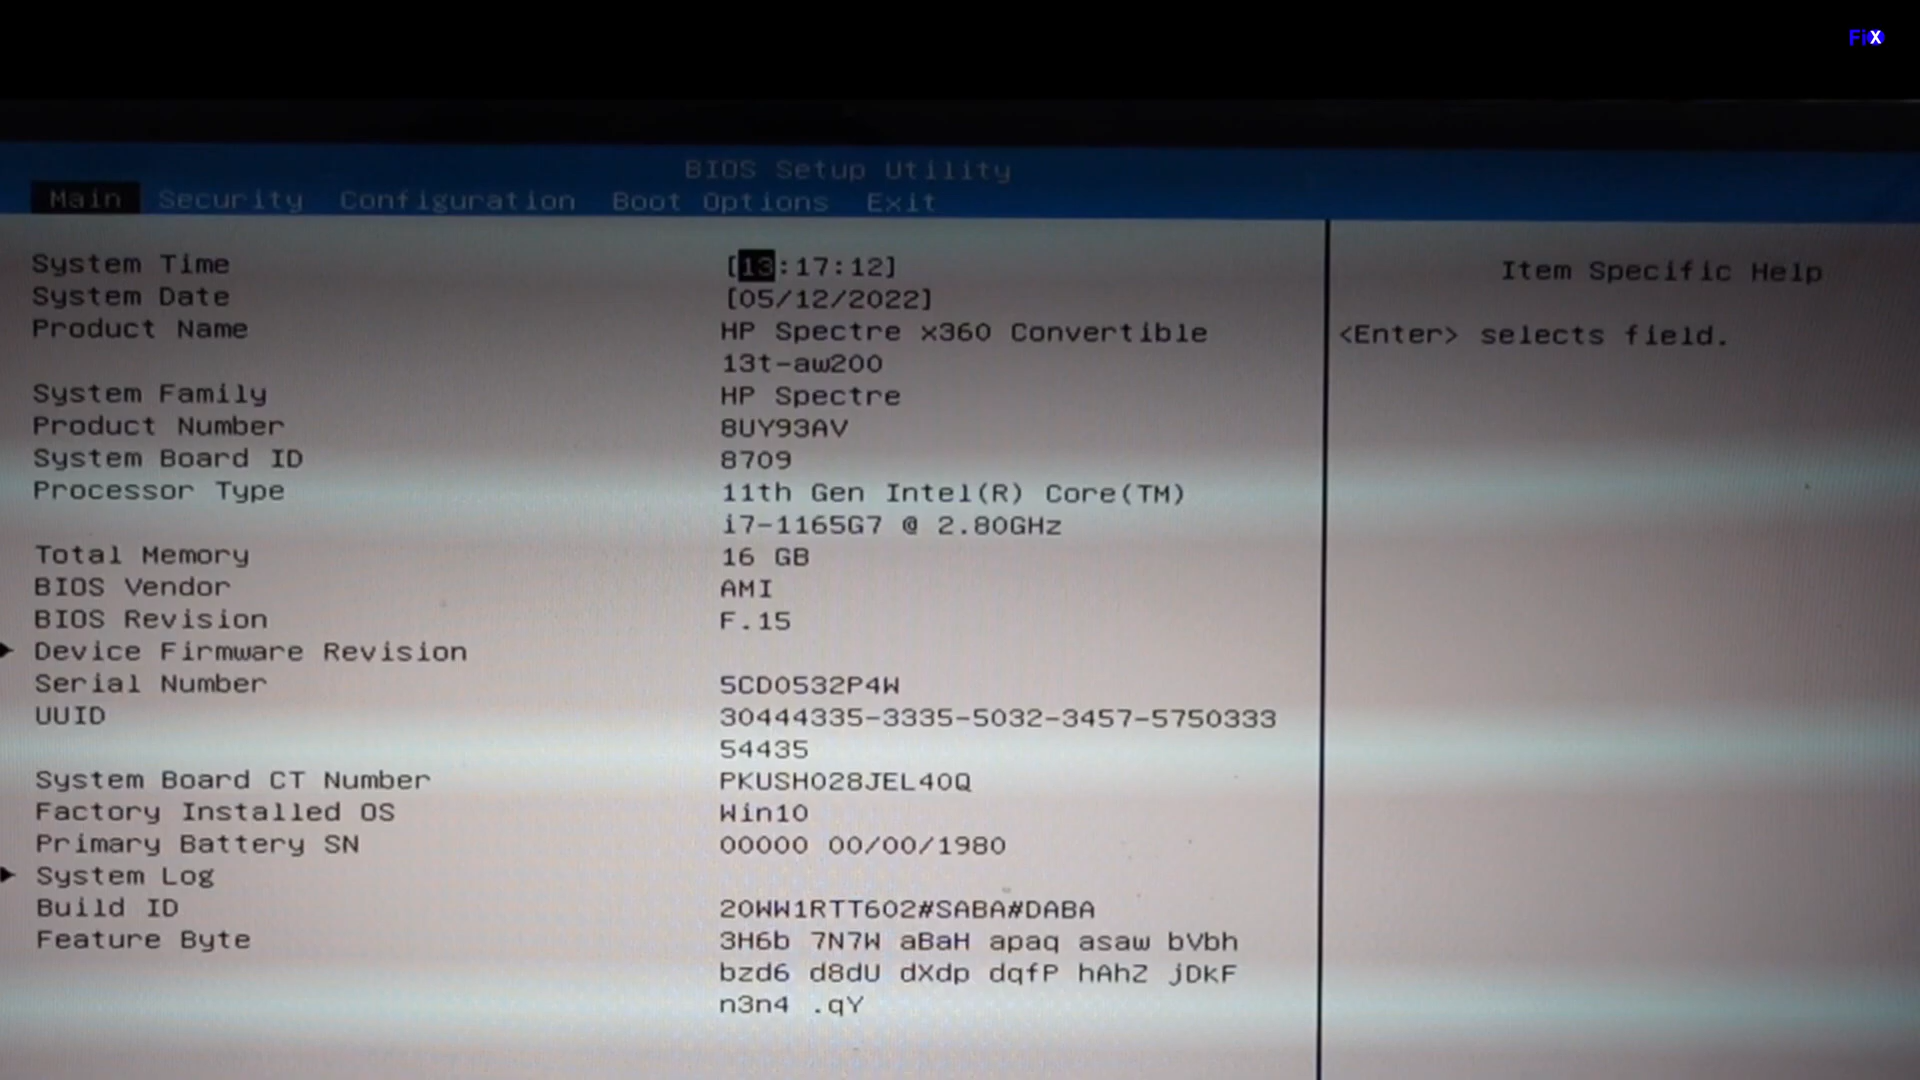 FiX
BIOS Setup Utility
Main Security Configuration Boot Options Exit
System Time [13:17:12]
System Date [05/12/2022]
Product Name HP Spectre x360 Convertible
13t-aw200
System Family HP Spectre
Product Number 8UY93AV
System Board ID 8709
Processor Type 11th Gen Intel(R) Core(TM)
i7-1165G7 @ 2.80GHz
Total Memory 16 GB
BIOS Vendor AMI
BIOS Revision F.15
Device Firmware Revision
Serial Number 5CD0532P4W
UUID 30444335-3335-5032-3457-5750333
54435
System Board CT Number PKUSH028JEL40Q
Factory Installed OS Win10
Primary Battery SN 00000 00/00/1980
System Log
Build ID 20WW1RTT602#SABA#DABA
Feature Byte 3H6b 7N7W aBaH apaq asaw bVbh
bzd6 d8dU dXdp dqfP hAhZ jDkF
n3n4 .qY
Item Specific Help
<Enter> selects field.